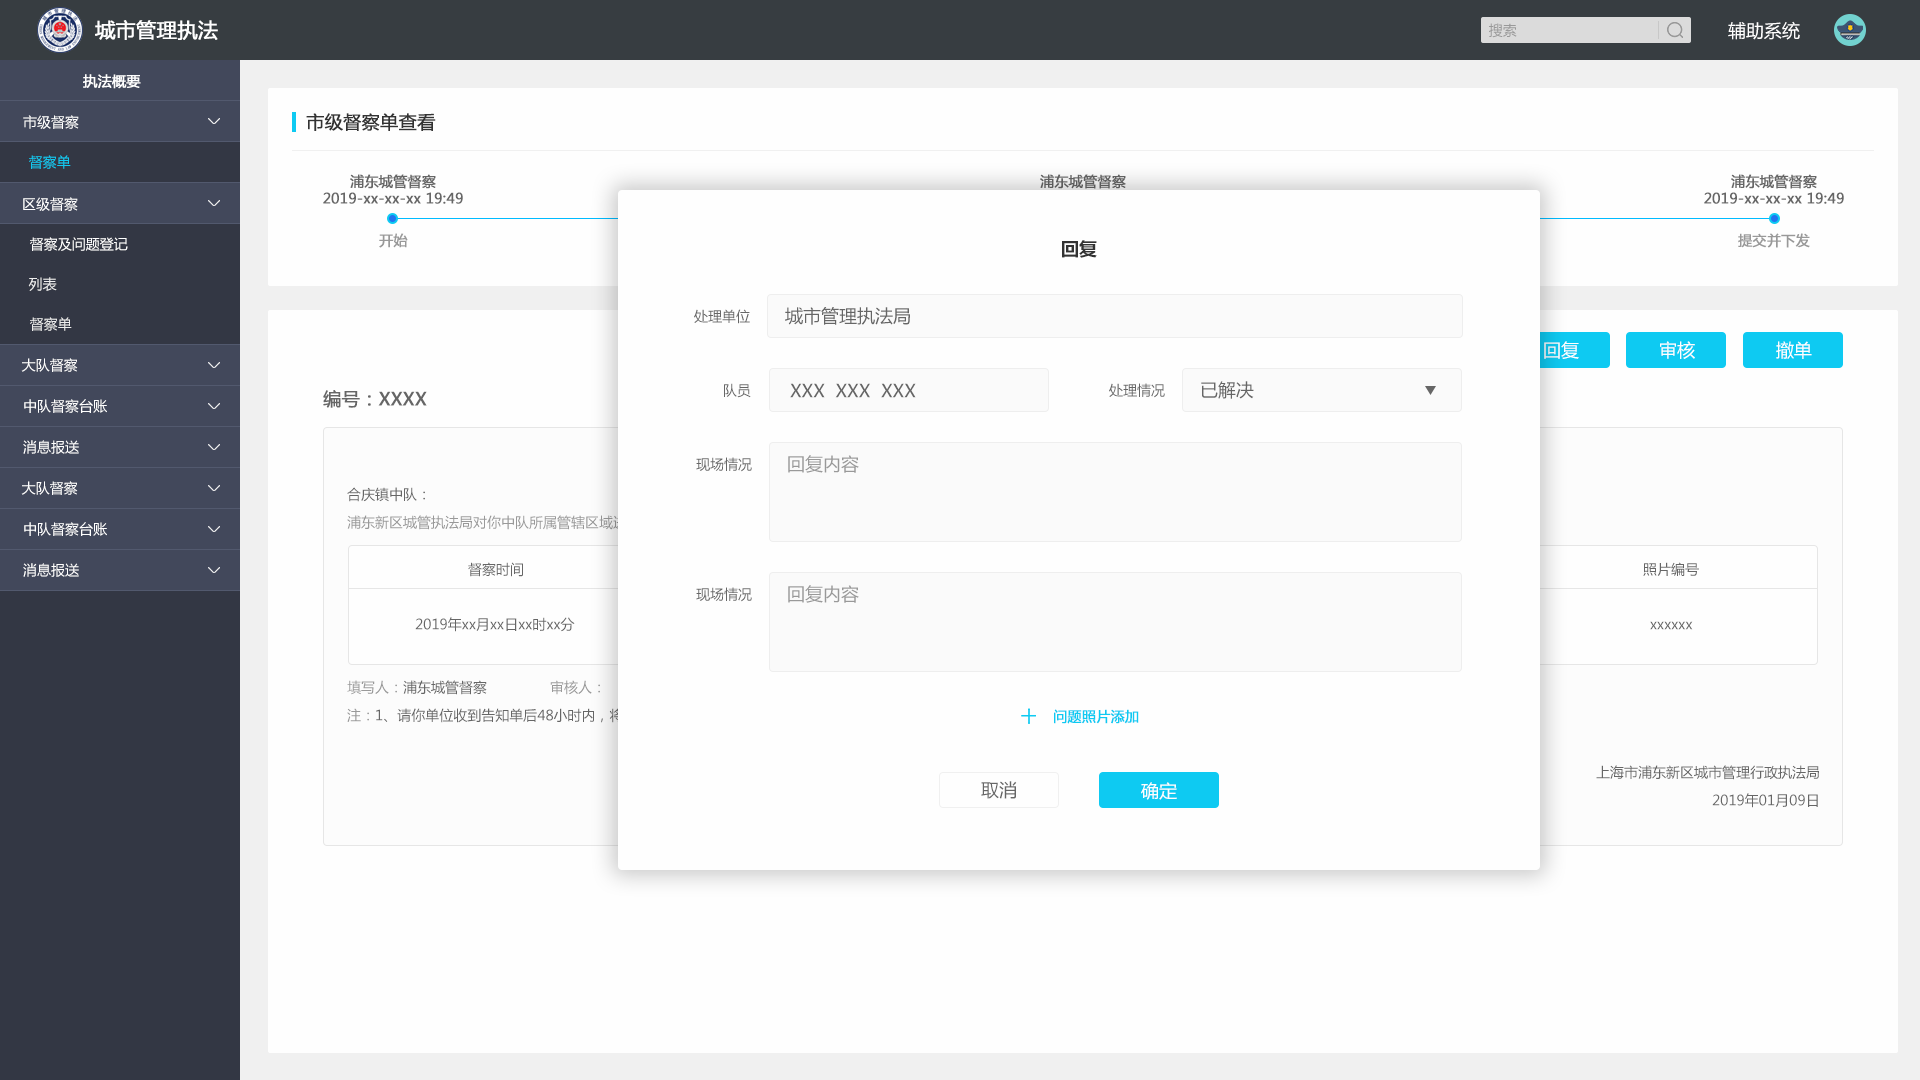 城市管理执法
搜索
辅助系统
执法概要
市级督察
督察单
区级督察
督察及问题登记
列表
督察单
大队督察
中队督察台账
消息报送
大队督察
中队督察台账
消息报送
市级督察单查看
浦东城管督察
2019-xx-xx-xx 19:49
开始
浦东城管督察
浦东城管督察
2019-xx-xx-xx 19:49
提交并下发
回复
审核
撤单
编号：XXXX
合庆镇中队：
浦东新区城管执法局对你中队所属管辖区域
督察时间
照片编号
2019年xx月xx日xx时xx分
xxxxxx
填写人：浦东城管督察
审核人：
注：1、请你单位收到告知单后48小时内，
上海市浦东新区城市管理行政执法局
2019年01月09日
回复
处理单位
城市管理执法局
队员
XXX XXX XXX
处理情况
已解决
现场情况
回复内容
现场情况
回复内容
问题照片添加
取消
确定